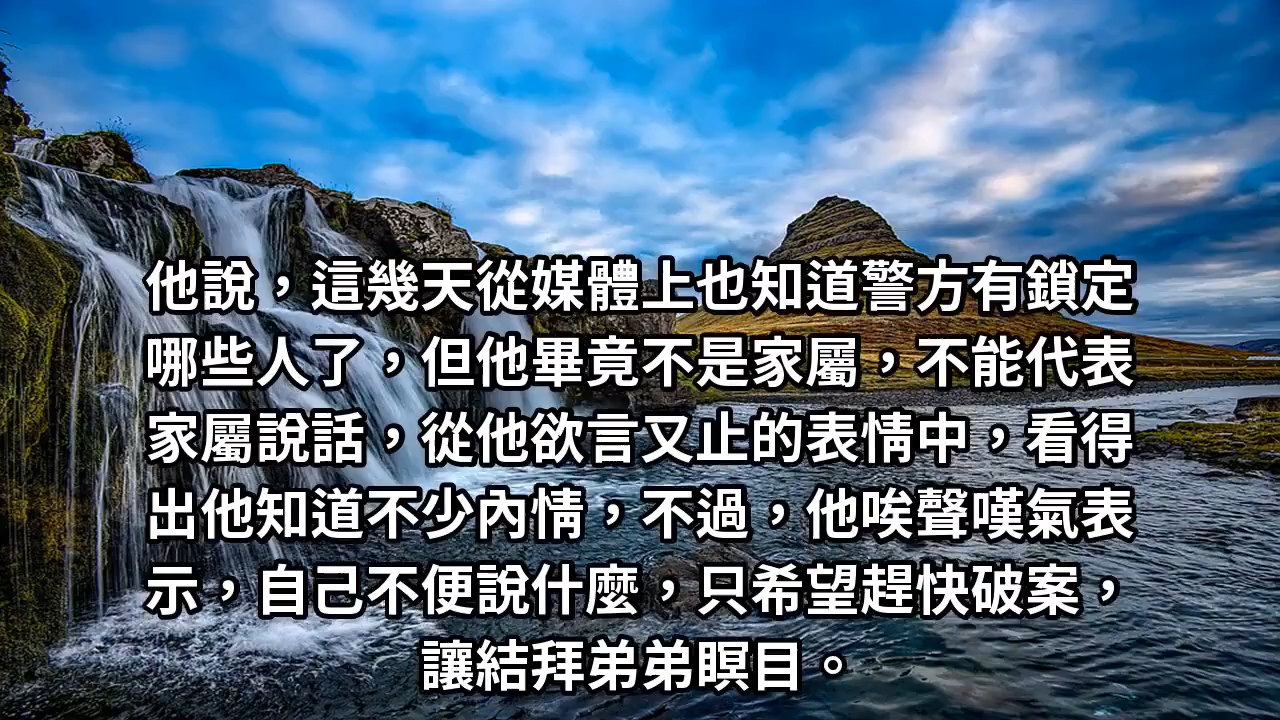 他說，這幾天從媒體上也知道警方有鎖定
哪些人了，但他畢竟不是家屬，不能代表
家屬說話，從他欲言又止的表情中，看得
出他知道不少內情，不過，他唉聲嘆氣表
示，自己不便說什麼，只希望趕快破案，
讓結拜弟弟瞑目。